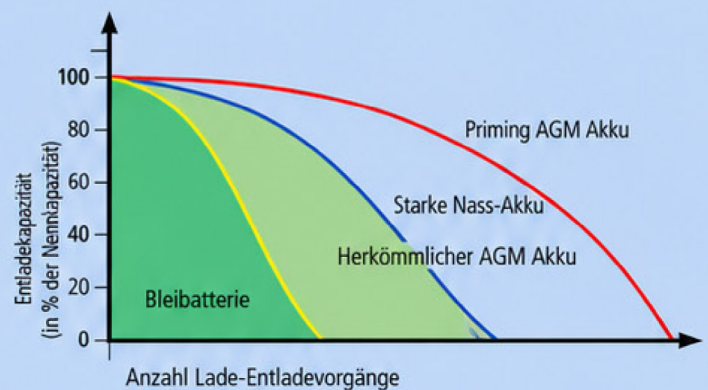 Entladekapazität
(in % der Nennkapazität)
100
80
60
40
20
0
Priming AGM Akku
Starke Nass-Akku
Herkömmlicher AGM Akku
Bleibatterie
Anzahl Lade-Entladevorgänge